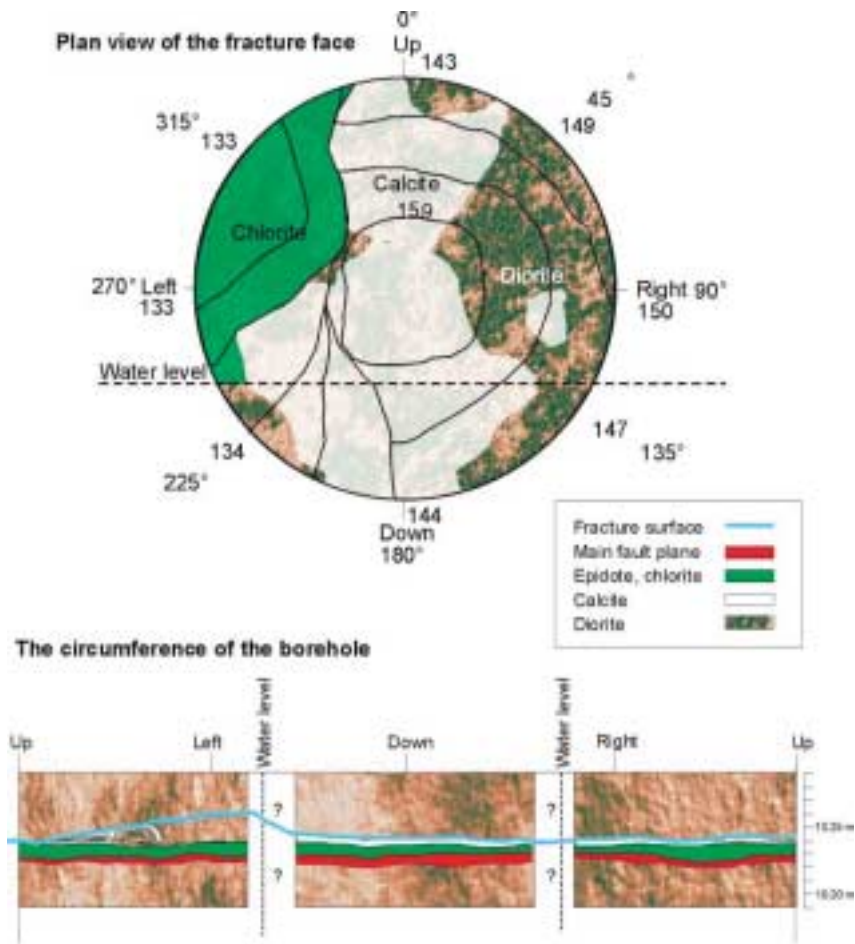 0°
Plan view of the fracture face
Up
143
45 °
149
315°
133
Calcite
159
Chlorite
Diorite
270° Left
133
Right 90°
150
Water level
147
135°
134
225°
144
Down
180°
Fracture surface
Main fault plane
Epidote, chlorite
Calcite
Diorite
The circumference of the borehole
Water level
Water level
Up
Left
Down
Right
Up
?
?
?
?